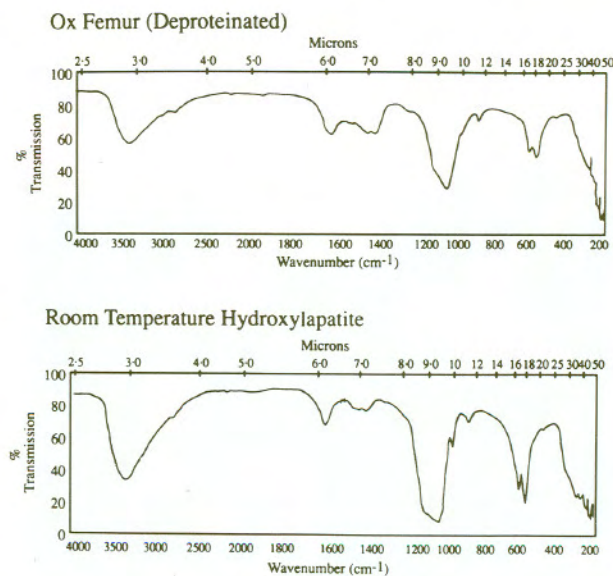 Ox Femur (Deproteinated)
Microns
2·5 3·0 4·0 5·0 6·0 7·0 8·0 9·0 10 12 14 16 18 20 25 30 40 50
100
80
60
40
20
0
% Transmission
4000 3500 3000 2500 2000 1800 1600 1400 1200 1000 800 600 400 200
Wavenumber (cm-1)
Room Temperature Hydroxylapatite
Microns
2·5 3·0 4·0 5·0 6·0 7·0 8·0 9·0 10 12 14 16 18 20 25 30 40 50
100
80
60
40
20
0
% Transmission
4000 3500 3000 2500 2000 1800 1600 1400 1200 1000 800 600 400 200
Wavenumber (cm-1)